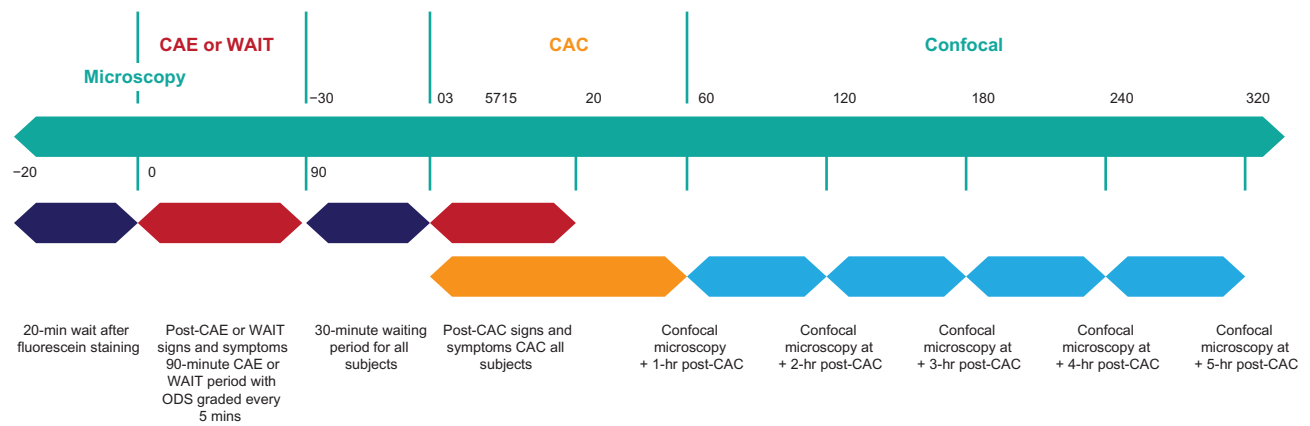 CAE or WAIT
CAC
Confocal
Microscopy
−30
03
5715
20
60
120
180
240
320
−20
0
90
20-min wait after
fluorescein staining
Post-CAE or WAIT
signs and symptoms
90-minute CAE or
WAIT period with
ODS graded every
5 mins
30-minute waiting
period for all
subjects
Post-CAC signs and
symptoms CAC all
subjects
Confocal
microscopy
+ 1-hr post-CAC
Confocal
microscopy at
+ 2-hr post-CAC
Confocal
microscopy at
+ 3-hr post-CAC
Confocal
microscopy at
+ 4-hr post-CAC
Confocal
microscopy at
+ 5-hr post-CAC